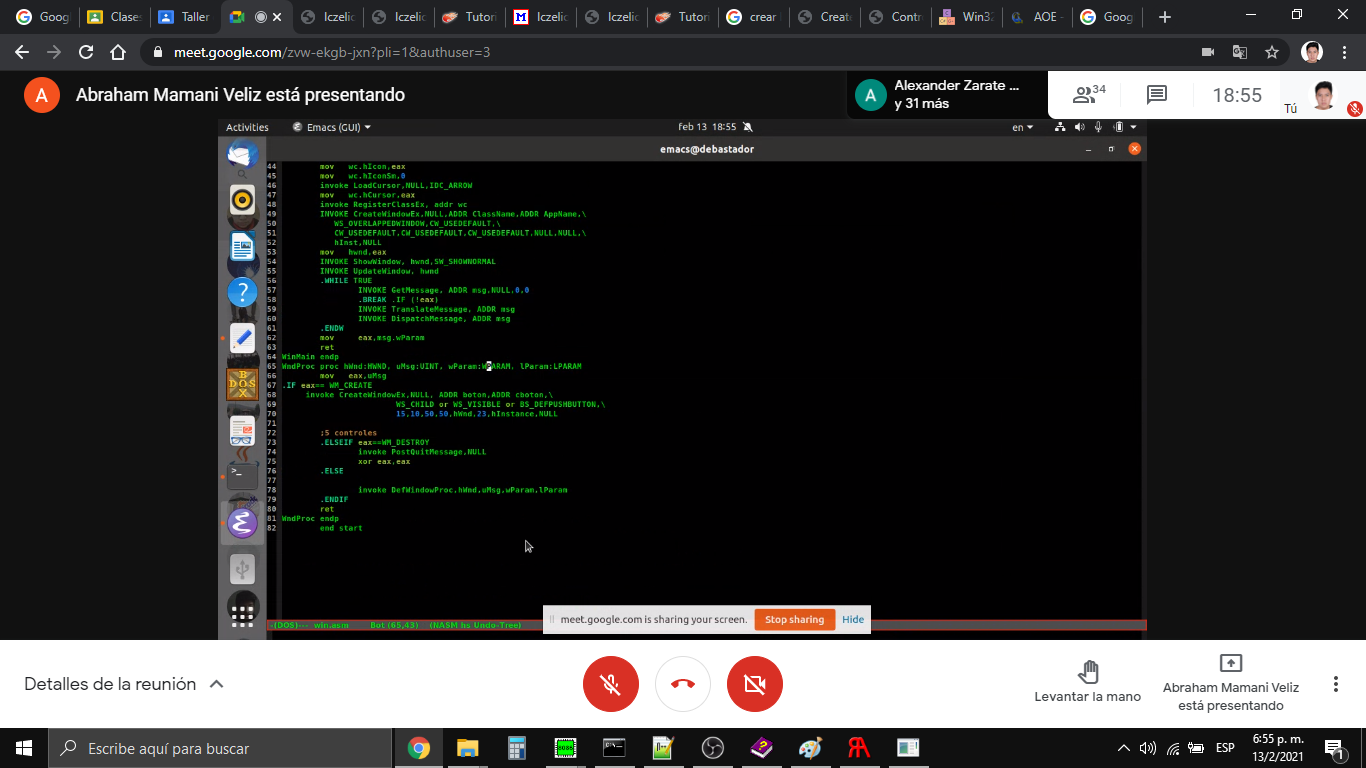 Goog
Clase
Taller
Iczelic
Iczelic
Tutori
Iczelic
Iczelic
Tutori
crear
Create
Contr
Win32
AOE -
Goog
meet.google.com/zvw-ekgb-jxn?pli=1&authuser=3
Abraham Mamani Veliz está presentando
Alexander Zarate ...
y 31 más
34
18:55
Tú
Activities
Emacs (GUI)
feb 13 18:55
en
emacs@debastador
44 mov wc.hIcon,eax
45 mov wc.hIconSm,0
46 invoke LoadCursor,NULL,IDC_ARROW
47 mov wc.hCursor,eax
48 invoke RegisterClassEx, addr wc
49 INVOKE CreateWindowEx,NULL,ADDR ClassName,ADDR AppName,\
50 WS_OVERLAPPEDWINDOW,CW_USEDEFAULT,\
51 CW_USEDEFAULT,CW_USEDEFAULT,CW_USEDEFAULT,NULL,NULL,\
52 hInst,NULL
53 mov hwnd,eax
54 INVOKE ShowWindow, hwnd,SW_SHOWNORMAL
55 INVOKE UpdateWindow, hwnd
56 .WHILE TRUE
57 INVOKE GetMessage, ADDR msg,NULL,0,0
58 .BREAK .IF (!eax)
59 INVOKE TranslateMessage, ADDR msg
60 INVOKE DispatchMessage, ADDR msg
61 .ENDW
62 mov eax,msg.wParam
63 ret
64 WinMain endp
65 WndProc proc hWnd:HWND, uMsg:UINT, wParam:WPARAM, lParam:LPARAM
66 mov eax,uMsg
67 .IF eax== WM_CREATE
68 invoke CreateWindowEx,NULL, ADDR boton,ADDR cboton,\
69 WS_CHILD or WS_VISIBLE or BS_DEFPUSHBUTTON,\
70 15,10,50,50,hWnd,23,hInstance,NULL
71
72 ;5 controles
73 .ELSEIF eax==WM_DESTROY
74 invoke PostQuitMessage,NULL
75 xor eax,eax
76 .ELSE
77
78 invoke DefWindowProc,hWnd,uMsg,wParam,lParam
79 .ENDIF
80 ret
81 WndProc endp
82 end start
-(DOS)--- win.asm Bot (65,43) (NASM hs Undo-Tree)
meet.google.com is sharing your screen.
Stop sharing
Hide
Detalles de la reunión
Levantar la mano
Abraham Mamani Veliz
está presentando
Escribe aquí para buscar
ESP
6:55 p. m.
13/2/2021
1